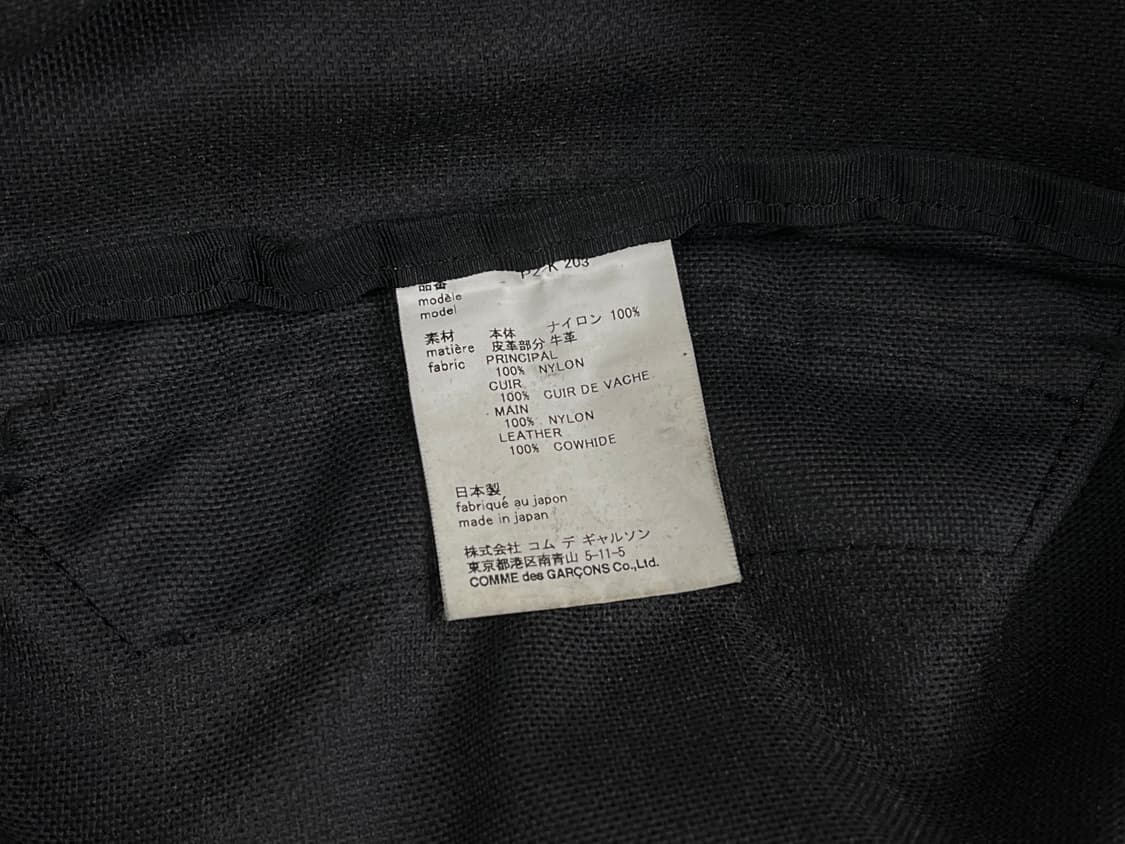 品番 P2-K 203
modèle
model
素材 本体 ナイロン 100%
matière 皮革部分 牛革
fabric PRINCIPAL
100% NYLON
CUIR
100% CUIR DE VACHE
MAIN
100% NYLON
LEATHER
100% COWHIDE
日本製
fabriqué au japon
made in japan
株式会社 コム デ ギャルソン
東京都港区南青山 5-11-5
COMME des GARÇONS Co.,Ltd.